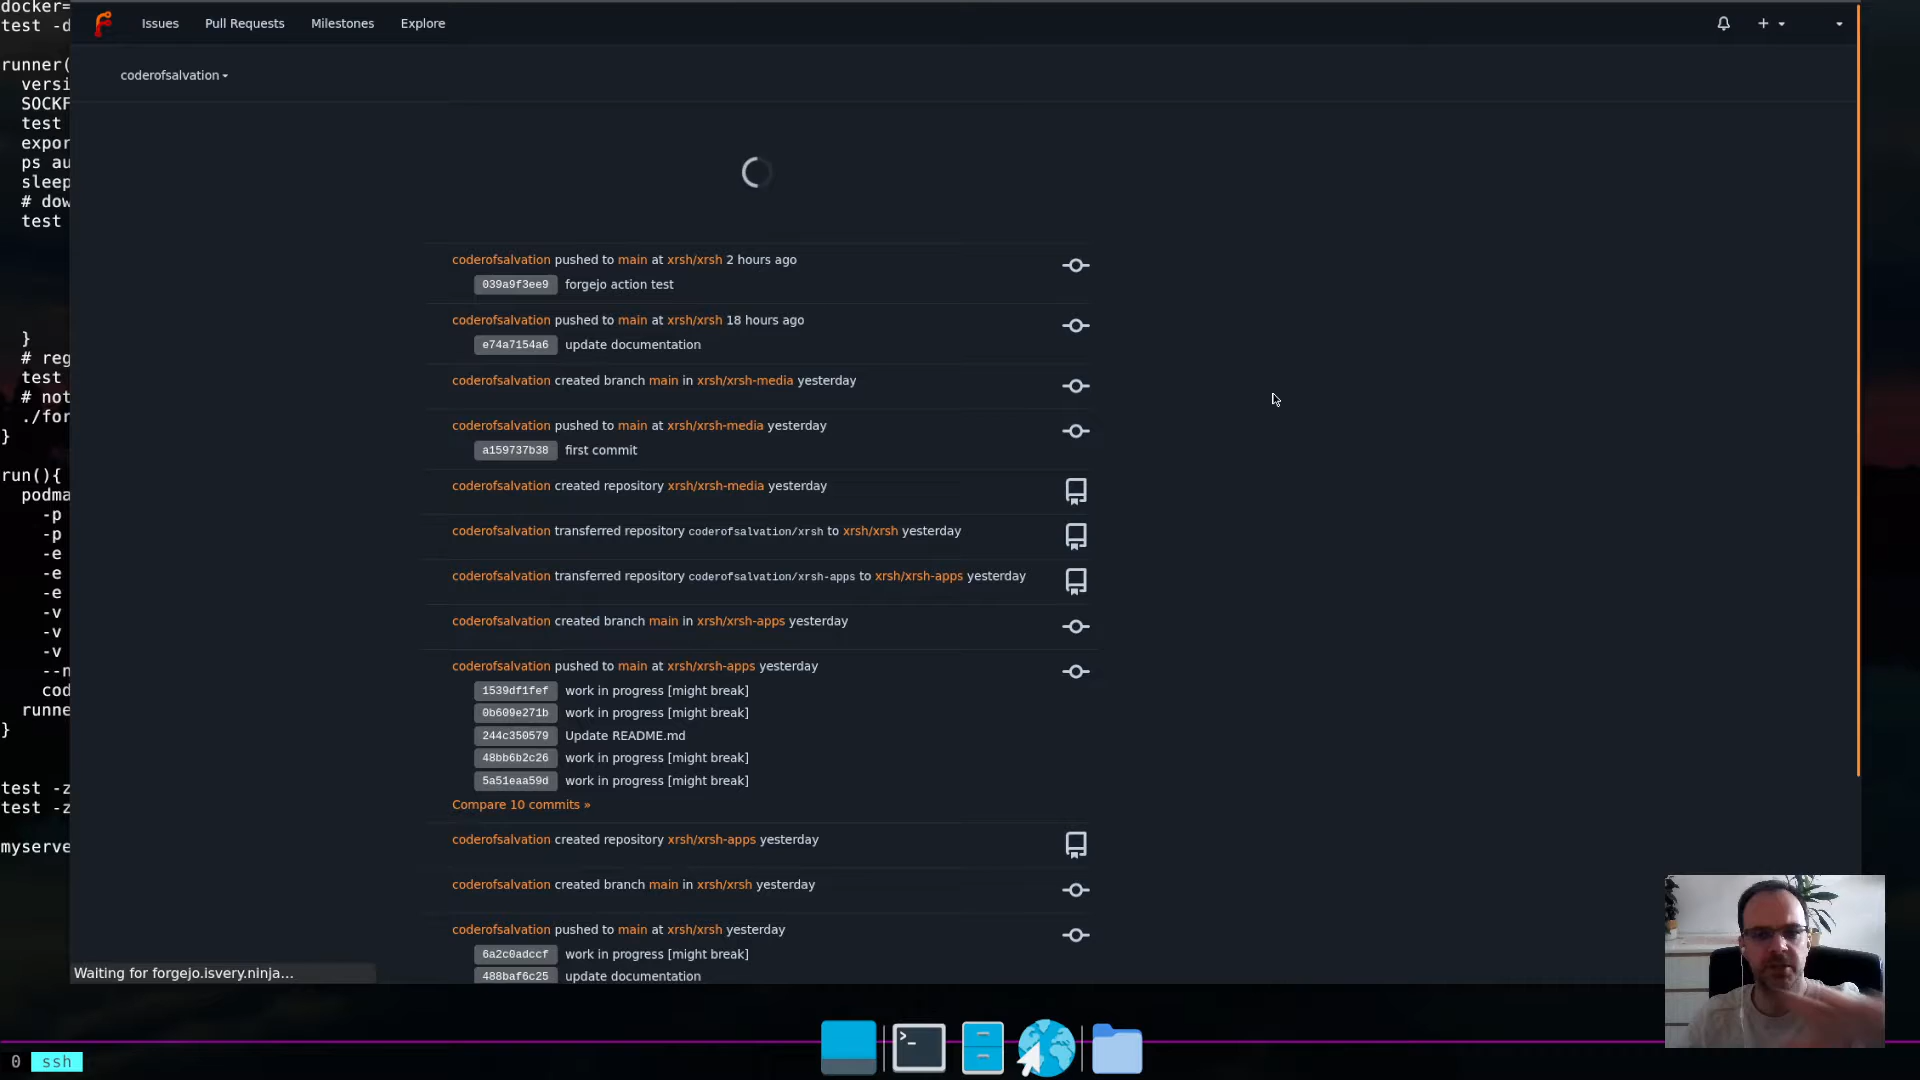 docker=
test -d
runner(
versi
SOCKF
test
expor
ps au
sleep
# dow
test
}
# reg
test
# not
./for
}
run(){
podma
-p
-p
-e
-e
-e
-v
-v
-v
--n
cod
runne
}
test -z
test -z
myserve
Issues Pull Requests Milestones Explore
coderofsalvation
coderofsalvation pushed to main at xrsh/xrsh 2 hours ago
039a9f3ee9 forgejo action test
coderofsalvation pushed to main at xrsh/xrsh 18 hours ago
e74a7154a6 update documentation
coderofsalvation created branch main in xrsh/xrsh-media yesterday
coderofsalvation pushed to main at xrsh/xrsh-media yesterday
a159737b38 first commit
coderofsalvation created repository xrsh/xrsh-media yesterday
coderofsalvation transferred repository coderofsalvation/xrsh to xrsh/xrsh yesterday
coderofsalvation transferred repository coderofsalvation/xrsh-apps to xrsh/xrsh-apps yesterday
coderofsalvation created branch main in xrsh/xrsh-apps yesterday
coderofsalvation pushed to main at xrsh/xrsh-apps yesterday
1539df1fef work in progress [might break]
0b609e271b work in progress [might break]
244c350579 Update README.md
48bb6b2c26 work in progress [might break]
5a51eaa59d work in progress [might break]
Compare 10 commits »
coderofsalvation created repository xrsh/xrsh-apps yesterday
coderofsalvation created branch main in xrsh/xrsh yesterday
coderofsalvation pushed to main at xrsh/xrsh yesterday
6a2c0adccf work in progress [might break]
488baf6c25 update documentation
Waiting for forgejo.isvery.ninja...
0 ssh